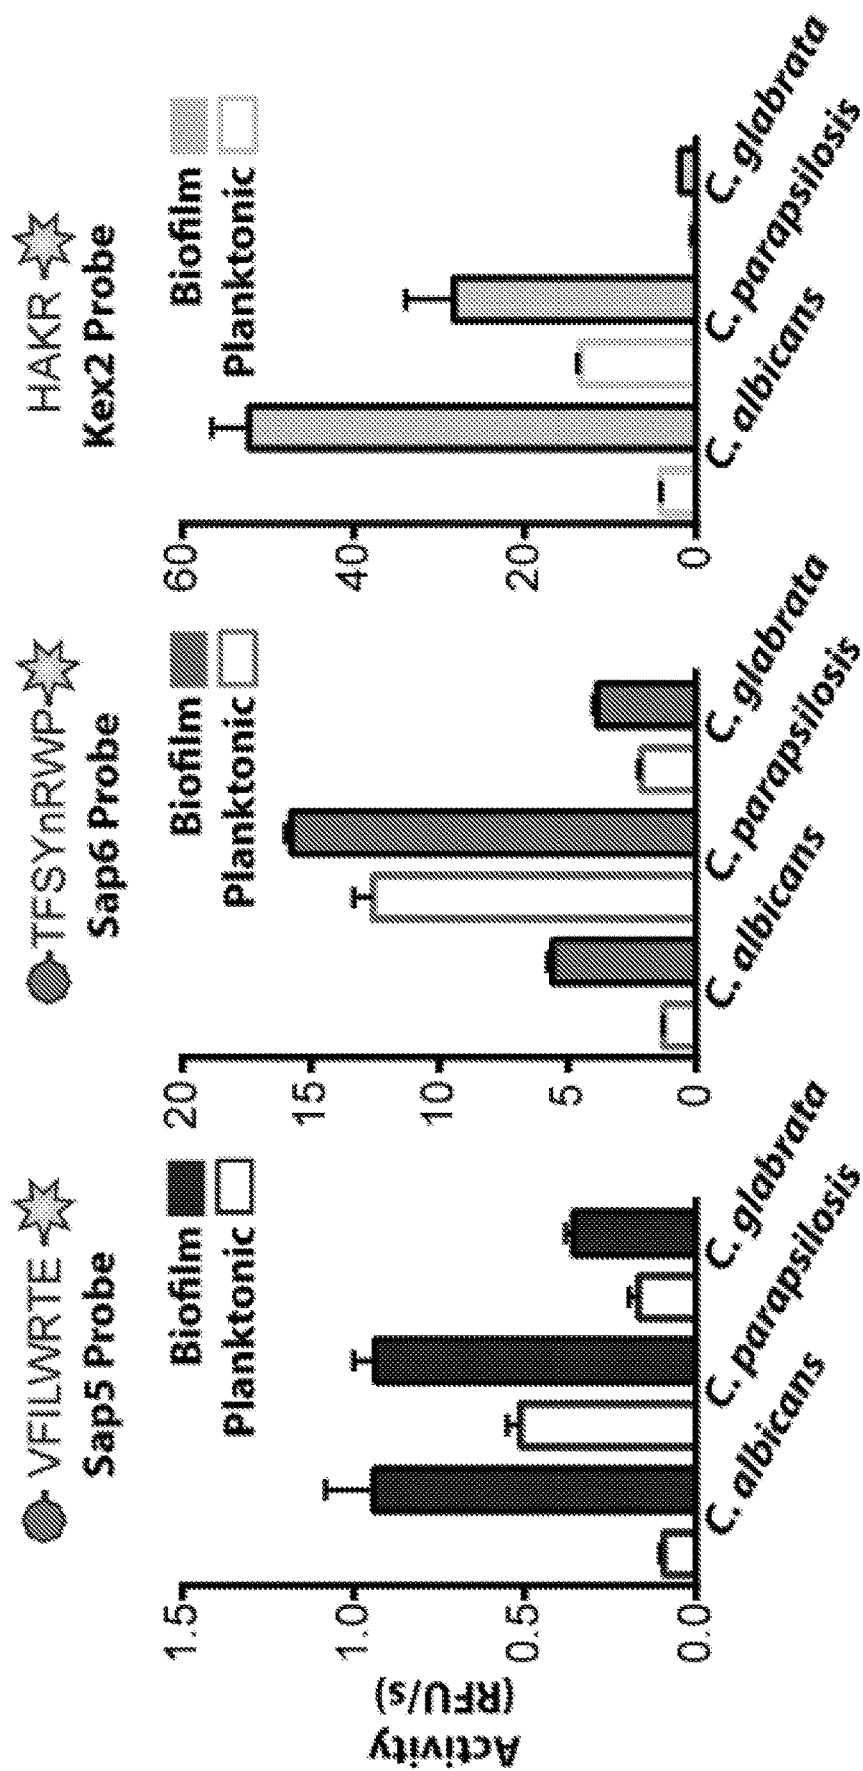 VFILWRTE
Sap5 Probe
Biofilm
Planktonic
Activity
(RFU/s)
1.5
1.0
0.5
0.0
C. albicans
C. parapsilosis
C. glabrata
TFSYnRWP
Sap6 Probe
Biofilm
Planktonic
20
15
10
5
0
C. albicans
C. parapsilosis
C. glabrata
HAKR
Kex2 Probe
Biofilm
Planktonic
60
40
20
0
C. albicans
C. parapsilosis
C. glabrata